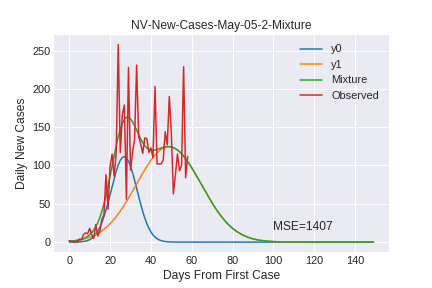 NV-New-Cases-May-05-2-Mixture
Daily New Cases
250
200
150
100
50
0
y0
y1
Mixture
Observed
MSE=1407
0 20 40 60 80 100 120 140
Days From First Case